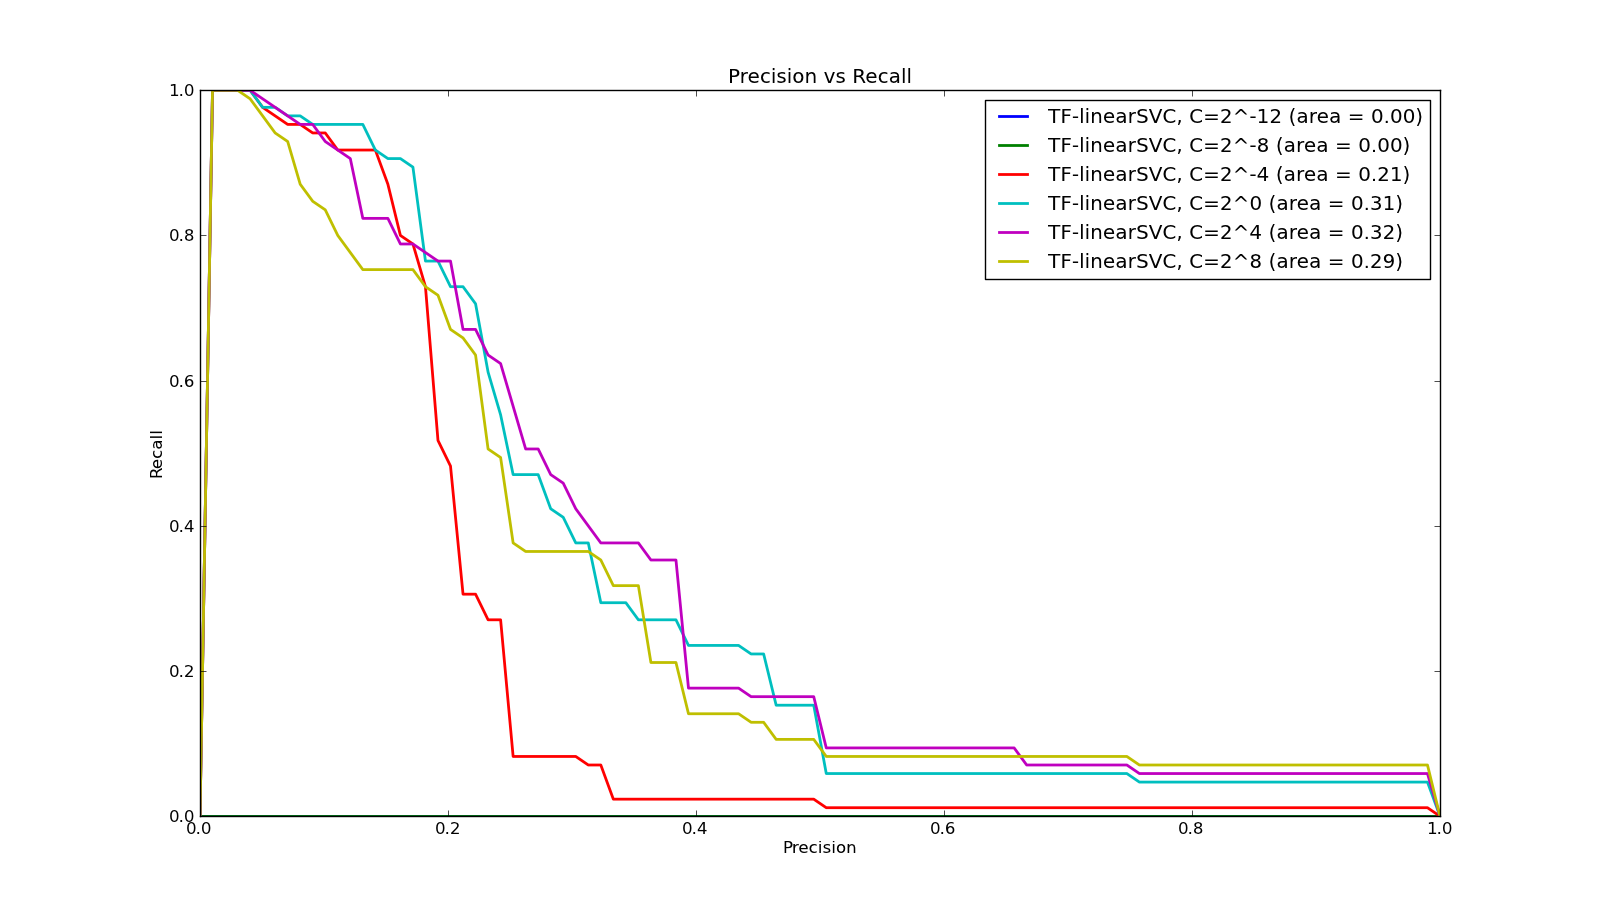 Precision vs Recall
TF-linearSVC, C=2^-12 (area = 0.00)
TF-linearSVC, C=2^-8 (area = 0.00)
TF-linearSVC, C=2^-4 (area = 0.21)
TF-linearSVC, C=2^0 (area = 0.31)
TF-linearSVC, C=2^4 (area = 0.32)
TF-linearSVC, C=2^8 (area = 0.29)
1.0
0.8
0.6
0.4
0.2
0.0
Recall
0.0 0.2 0.4 0.6 0.8 1.0
Precision